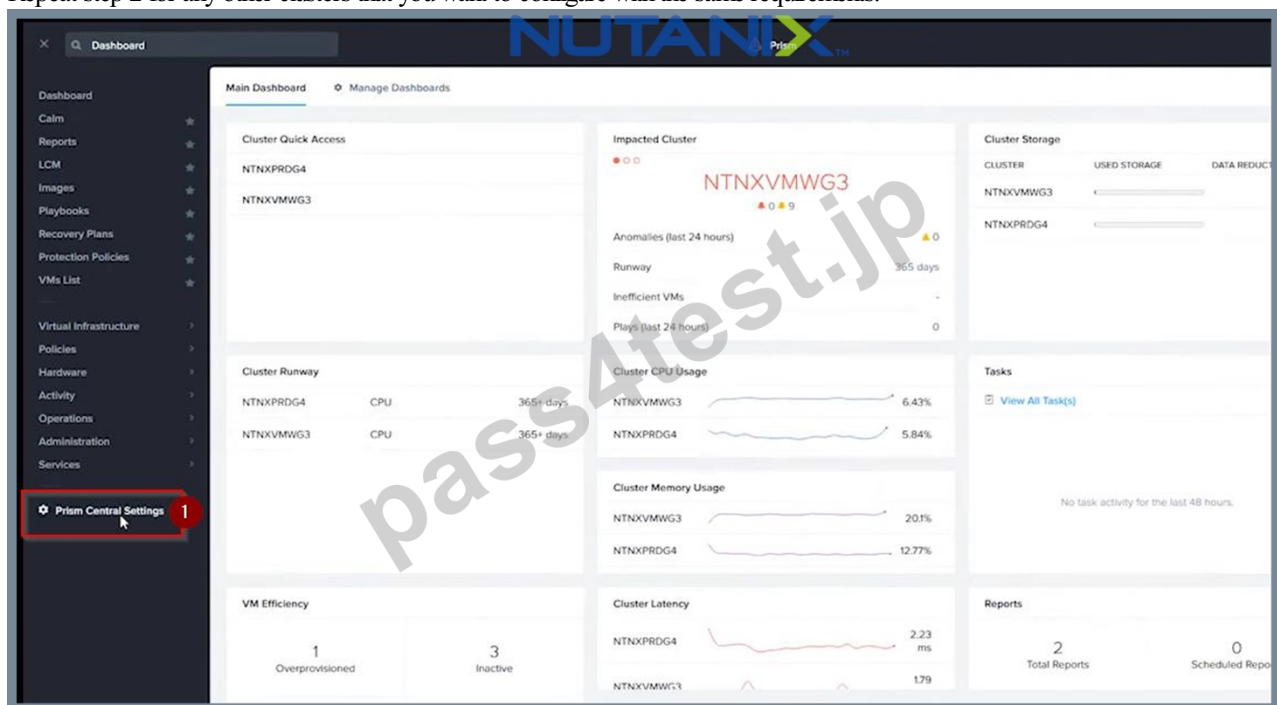 Repeat step 2 for any other clusters that you want to configure with the same requirements.
NUTANIX™
Dashboard
Prism
Dashboard
Calm
Reports
LCM
Images
Playbooks
Recovery Plans
Protection Policies
VMs List
Virtual Infrastructure
Policies
Hardware
Activity
Operations
Administration
Services
Prism Central Settings
1
Main Dashboard
Manage Dashboards
Cluster Quick Access
NTNXPRDG4
NTNXVMWG3
Impacted Cluster
NTNXVMWG3
0 9
Anomalies (last 24 hours) 0
Runway 365 days
Inefficient VMs -
Plays (last 24 hours) 0
Cluster Storage
CLUSTER USED STORAGE DATA REDUCT
NTNXVMWG3
NTNXPRDG4
Cluster Runway
NTNXPRDG4 CPU 365+ days
NTNXVMWG3 CPU 365+ days
Cluster CPU Usage
NTNXVMWG3 6.43%
NTNXPRDG4 5.84%
Tasks
View All Task(s)
No task activity for the last 48 hours.
Cluster Memory Usage
NTNXVMWG3 20.1%
NTNXPRDG4 12.77%
VM Efficiency
1 3
Overprovisioned Inactive
Cluster Latency
NTNXPRDG4 2.23 ms
NTNXVMWG3 1.79
Reports
2 0
Total Reports Scheduled Repo
pass4test.jp